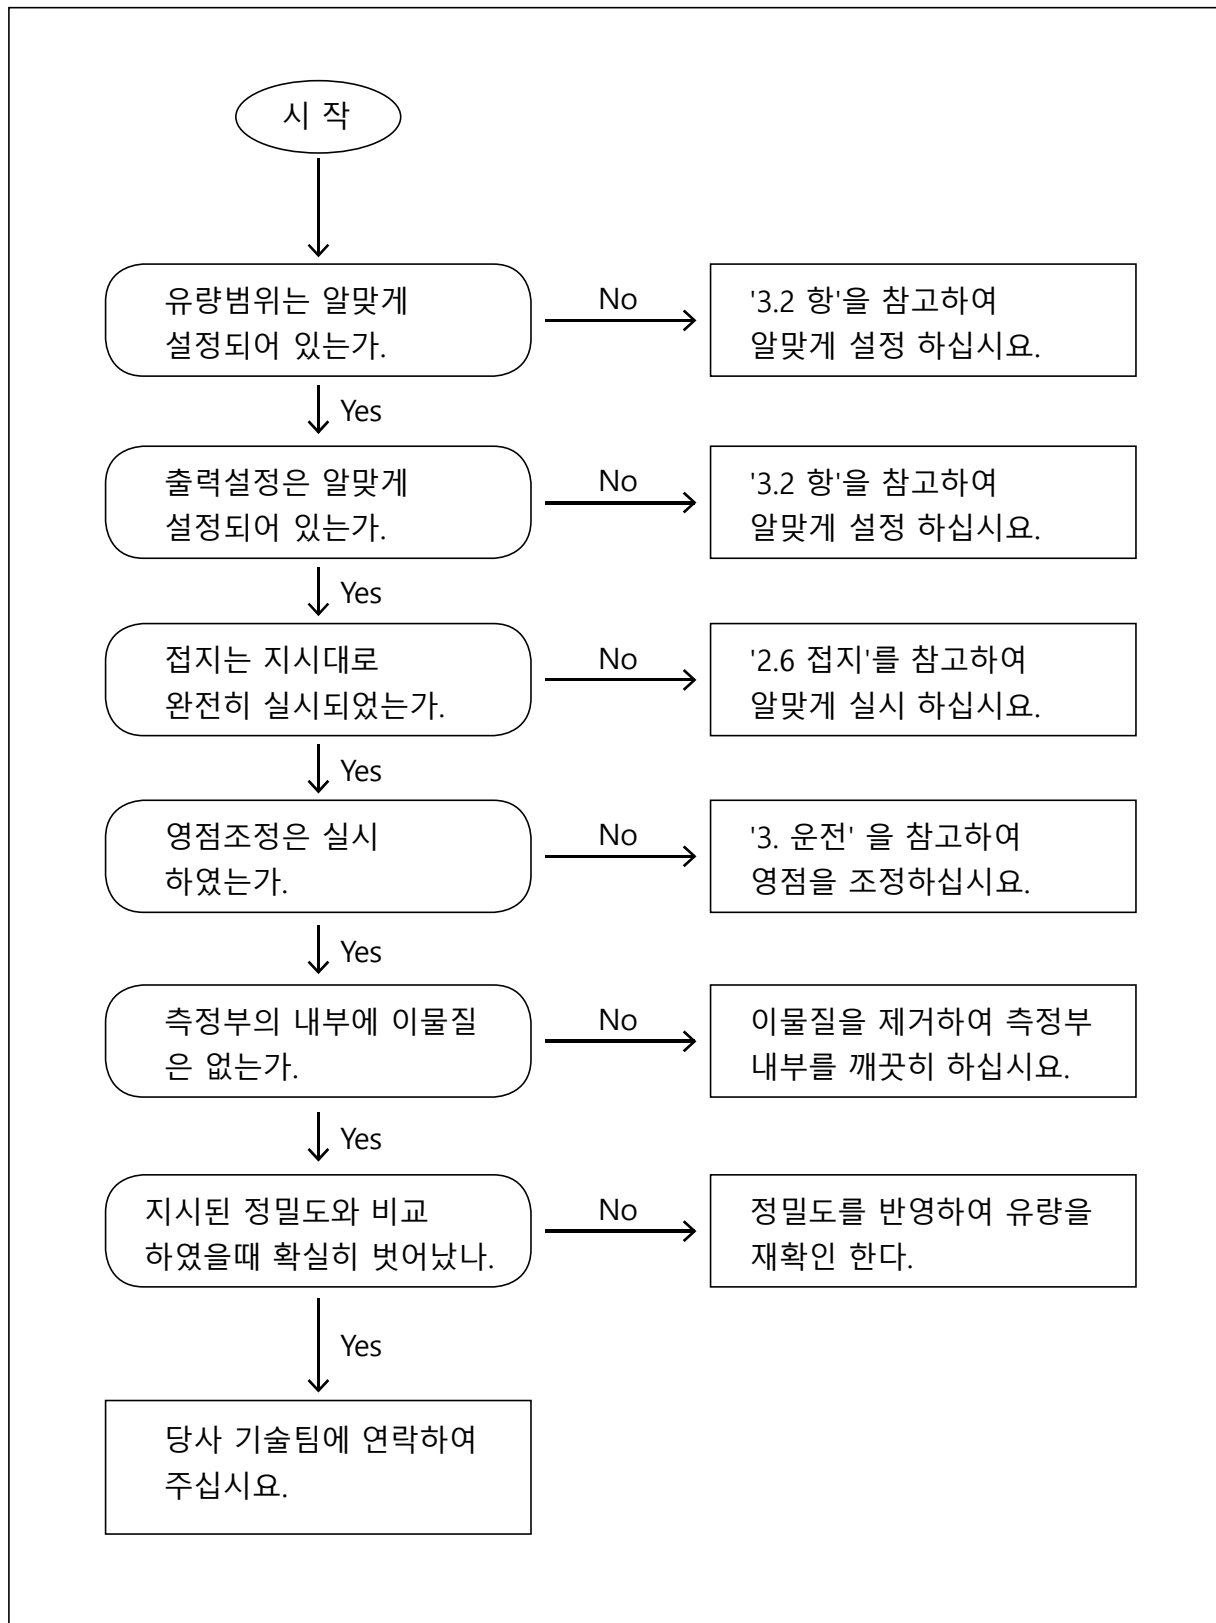 시 작
유량범위는 알맞게
설정되어 있는가.
No
'3.2 항'을 참고하여
알맞게 설정 하십시요.
Yes
출력설정은 알맞게
설정되어 있는가.
No
'3.2 항'을 참고하여
알맞게 설정 하십시요.
Yes
접지는 지시대로
완전히 실시되었는가.
No
'2.6 접지'를 참고하여
알맞게 실시 하십시요.
Yes
영점조정은 실시
하였는가.
No
'3. 운전' 을 참고하여
영점을 조정하십시요.
Yes
측정부의 내부에 이물질
은 없는가.
No
이물질을 제거하여 측정부
내부를 깨끗히 하십시요.
Yes
지시된 정밀도와 비교
하였을때 확실히 벗어났나.
No
정밀도를 반영하여 유량을
재확인 한다.
Yes
당사 기술팀에 연락하여
주십시요.